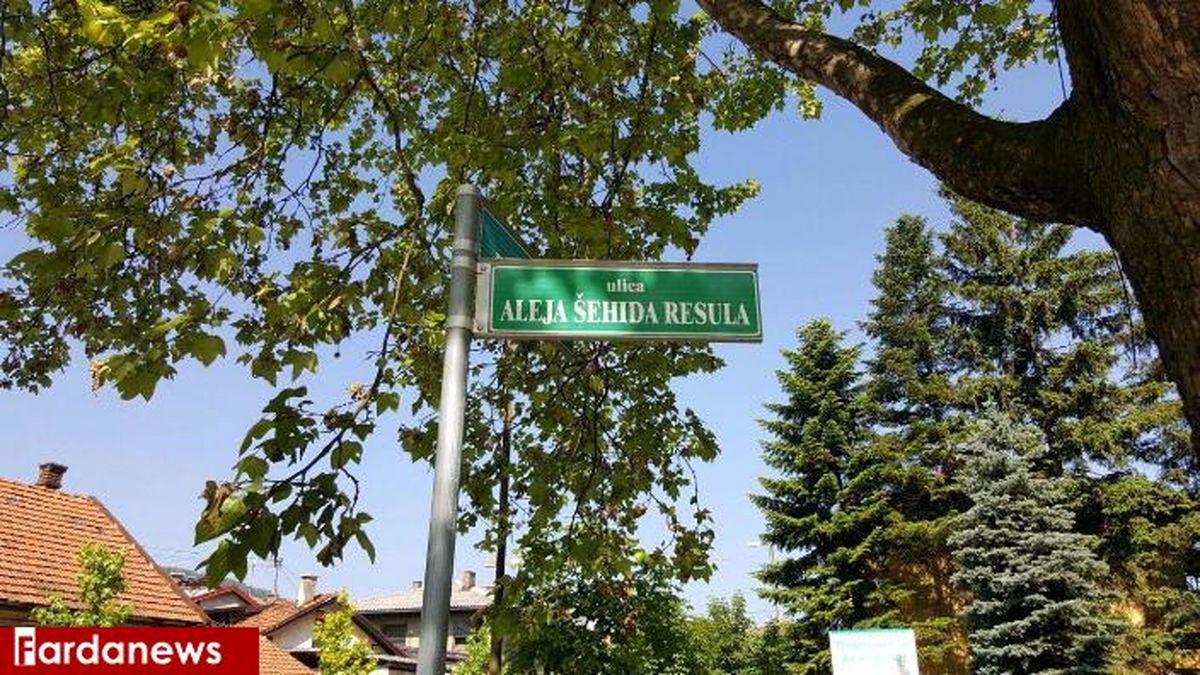 ulica
ALEJA ŠEHIDA RESULA
Fardanews